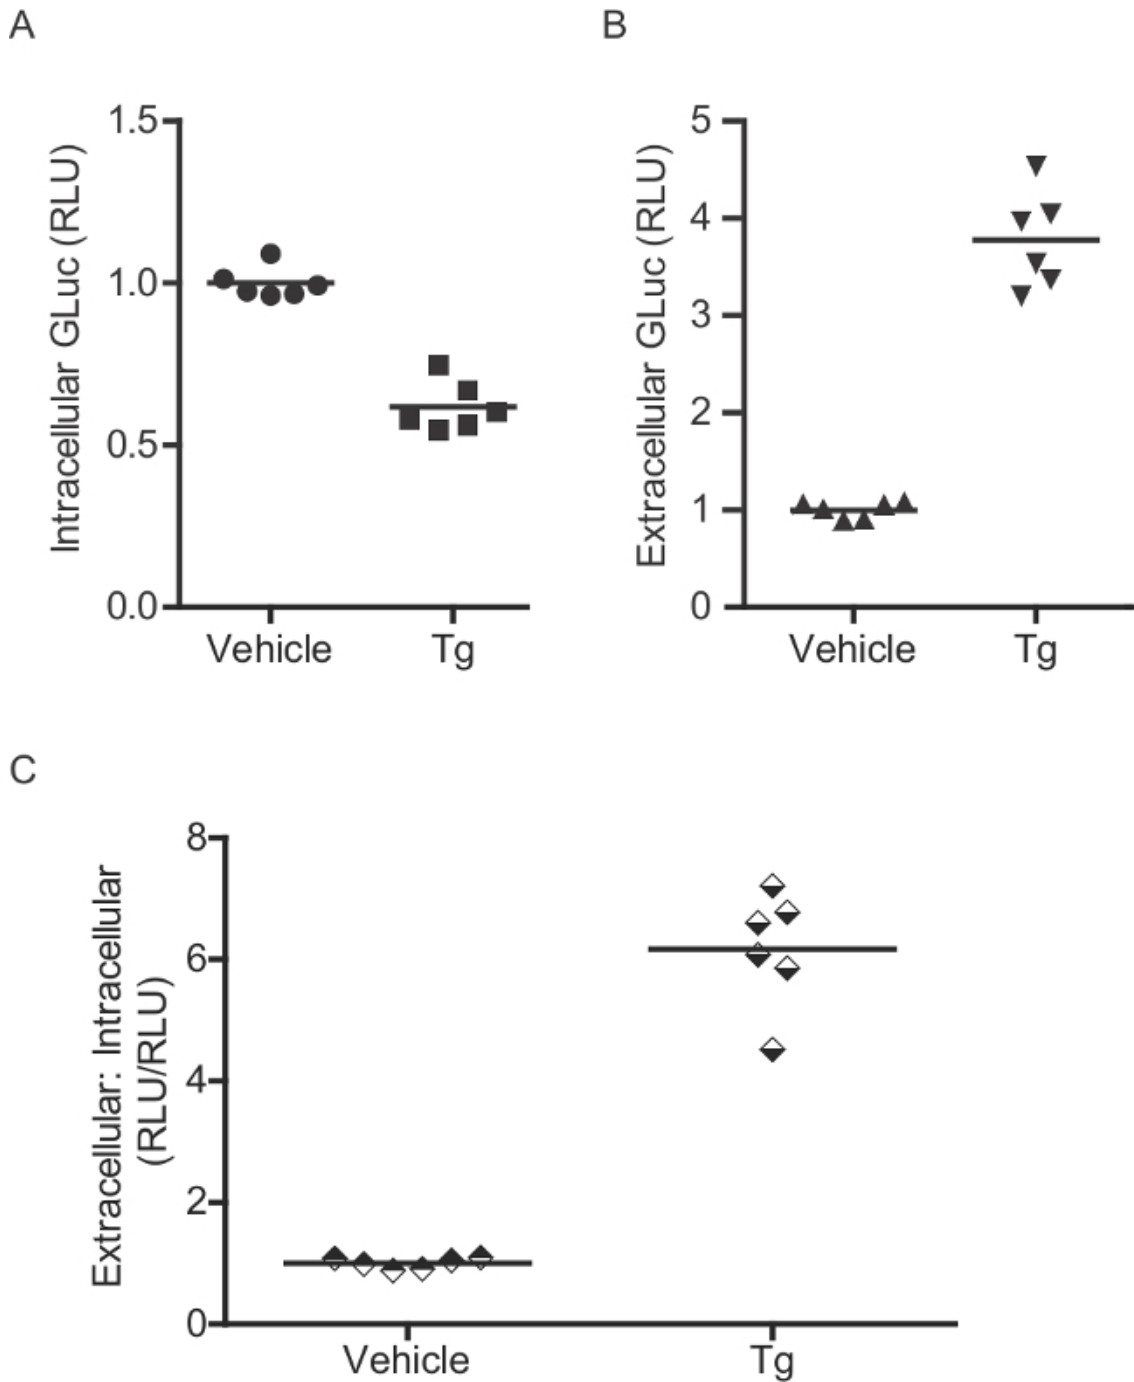 A
Intracellular GLuc (RLU)
1.5
1.0
0.5
0.0
Vehicle Tg
B
Extracellular GLuc (RLU)
5
4
3
2
1
0
Vehicle Tg
C
Extracellular: Intracellular
(RLU/RLU)
8
6
4
2
0
Vehicle Tg